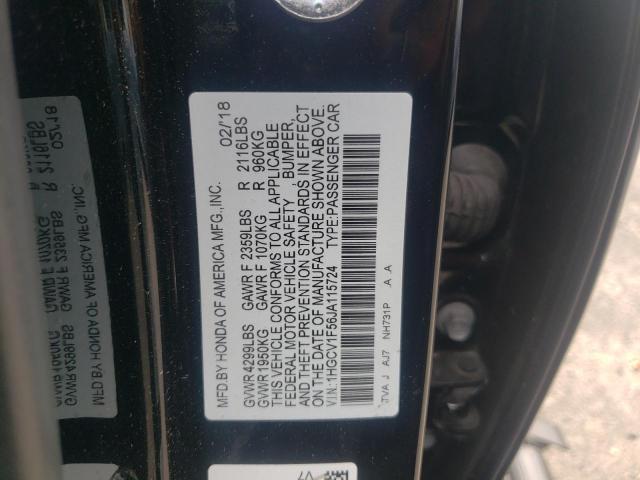 MFD.BY HONDA OF AMERICA MFG.,INC. 02/'18
GVWR 4299LBS GAWR F 2359LBS R 2116LBS
GVWR 1950KG GAWR F 1070KG R 960KG
THIS VEHICLE CONFORMS TO ALL APPLICABLE
FEDERAL MOTOR VEHICLE SAFETY , BUMPER,
AND THEFT PREVENTION STANDARDS IN EFFECT
ON THE DATE OF MANUFACTURE SHOWN ABOVE.
V.I.N.:1HGCV1F56JA115724 TYPE:PASSENGER CAR
TVA J AJ7 NH731P A A